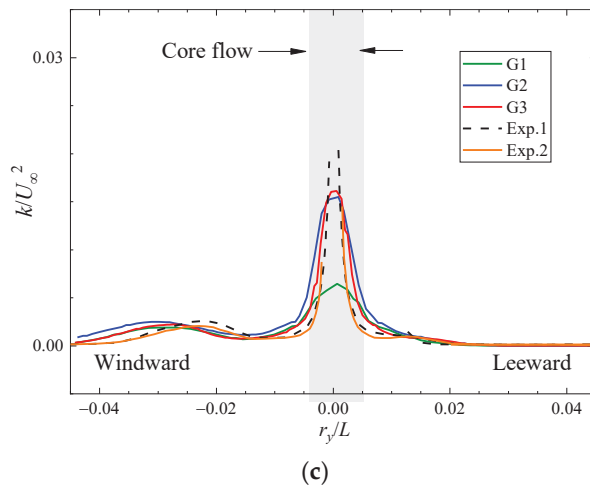 0.03
Core flow
G1
G2
G3
Exp.1
Exp.2
k/U∞²
0.00
Windward
Leeward
−0.04
−0.02
0.00
0.02
0.04
r_y/L
(c)